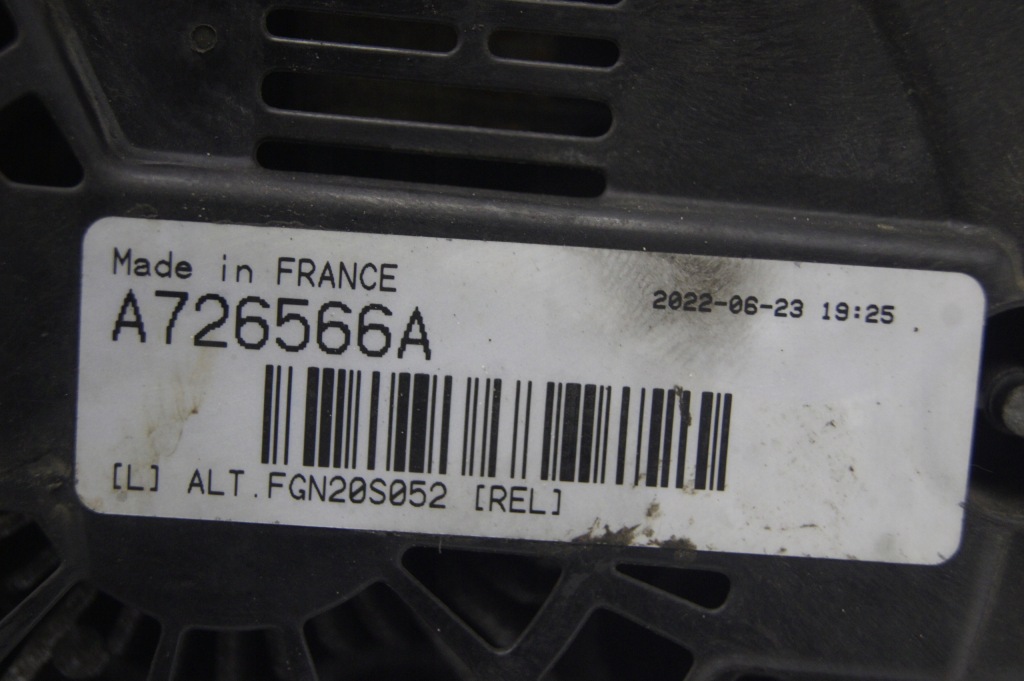 Made in FRANCE
2022-06-23 19:25
A726566A
[L] ALT.FGN20S052 [REL]